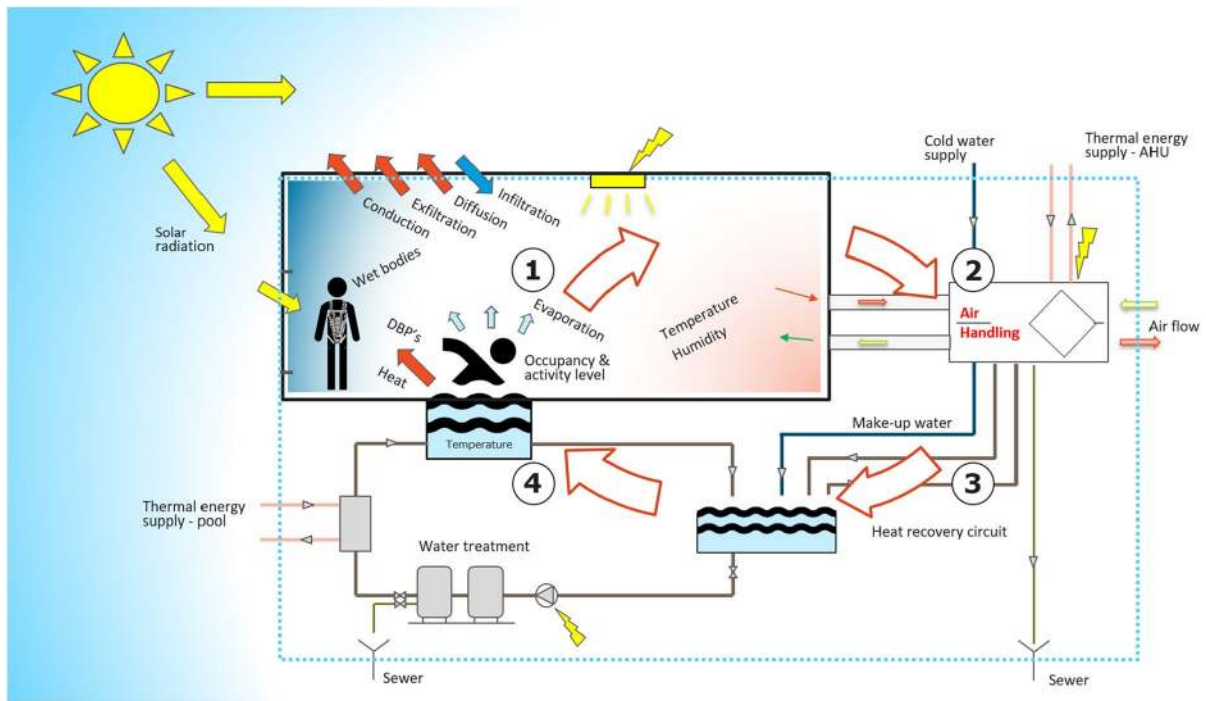 Cold water
supply
Thermal energy
supply - AHU
Solar
radiation
Conduction
Exfiltration
Diffusion
Infiltration
Wet bodies
1
2
Evaporation
Temperature
Humidity
Air
Handling
Air flow
DBP's
Heat
Occupancy &
activity level
Make-up water
Temperature
4
3
Thermal energy
supply - pool
Water treatment
Heat recovery circuit
Sewer
Sewer